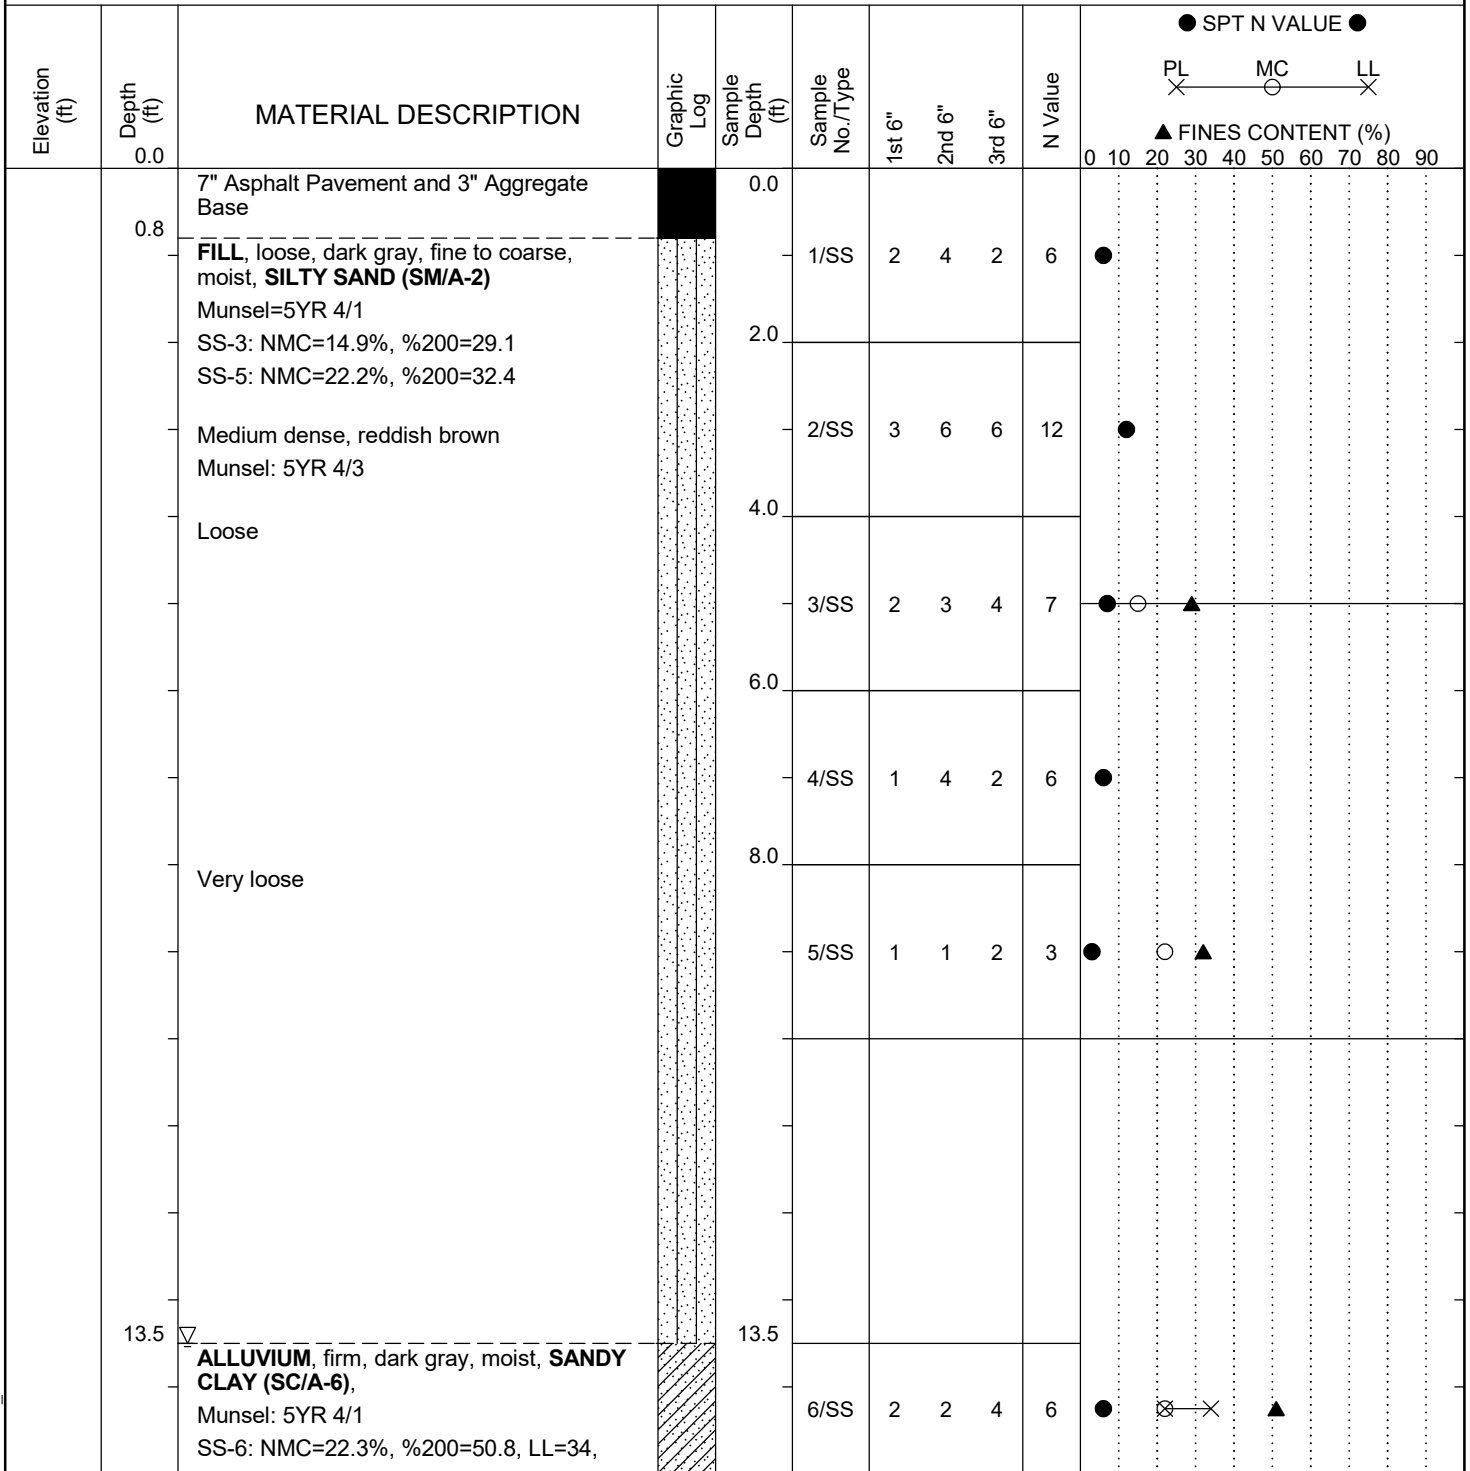 ● SPT N VALUE ●
PL MC LL
▲ FINES CONTENT (%)
0 10 20 30 40 50 60 70 80 90
Elevation
(ft)
Depth
(ft)
0.0
MATERIAL DESCRIPTION
Graphic
Log
Sample
Depth
(ft)
Sample
No./Type
1st 6"
2nd 6"
3rd 6"
N Value
7" Asphalt Pavement and 3" Aggregate
Base
0.0
0.8
FILL, loose, dark gray, fine to coarse,
moist, SILTY SAND (SM/A-2)
1/SS 2 4 2 6
Munsel=5YR 4/1
2.0
SS-3: NMC=14.9%, %200=29.1
SS-5: NMC=22.2%, %200=32.4
Medium dense, reddish brown
2/SS 3 6 6 12
Munsel: 5YR 4/3
4.0
Loose
3/SS 2 3 4 7
6.0
4/SS 1 4 2 6
8.0
Very loose
5/SS 1 1 2 3
13.5
13.5
ALLUVIUM, firm, dark gray, moist, SANDY
CLAY (SC/A-6),
Munsel: 5YR 4/1
6/SS 2 2 4 6
SS-6: NMC=22.3%, %200=50.8, LL=34,